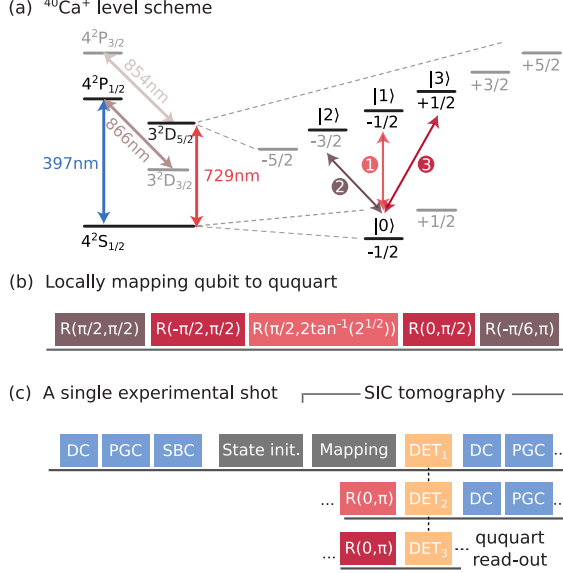 (a) ⁴⁰Ca⁺ level scheme
4²P₃/₂
4²P₁/₂
854nm
866nm
3²D₅/₂
3²D₃/₂
397nm
729nm
4²S₁/₂
+5/2
+3/2
|3⟩
+1/2
|1⟩
-1/2
|2⟩
-3/2
-5/2
1
2
3
|0⟩
-1/2
+1/2
(b) Locally mapping qubit to ququart
R(π/2,π/2) R(-π/2,π/2) R(π/2,2tan⁻¹(2¹/²)) R(0,π/2) R(-π/6,π)
(c) A single experimental shot SIC tomography
DC PGC SBC State init. Mapping DET₁ DC PGC ...
... R(0,π) DET₂ DC PGC ...
... R(0,π) DET₃ ... ququart
read-out